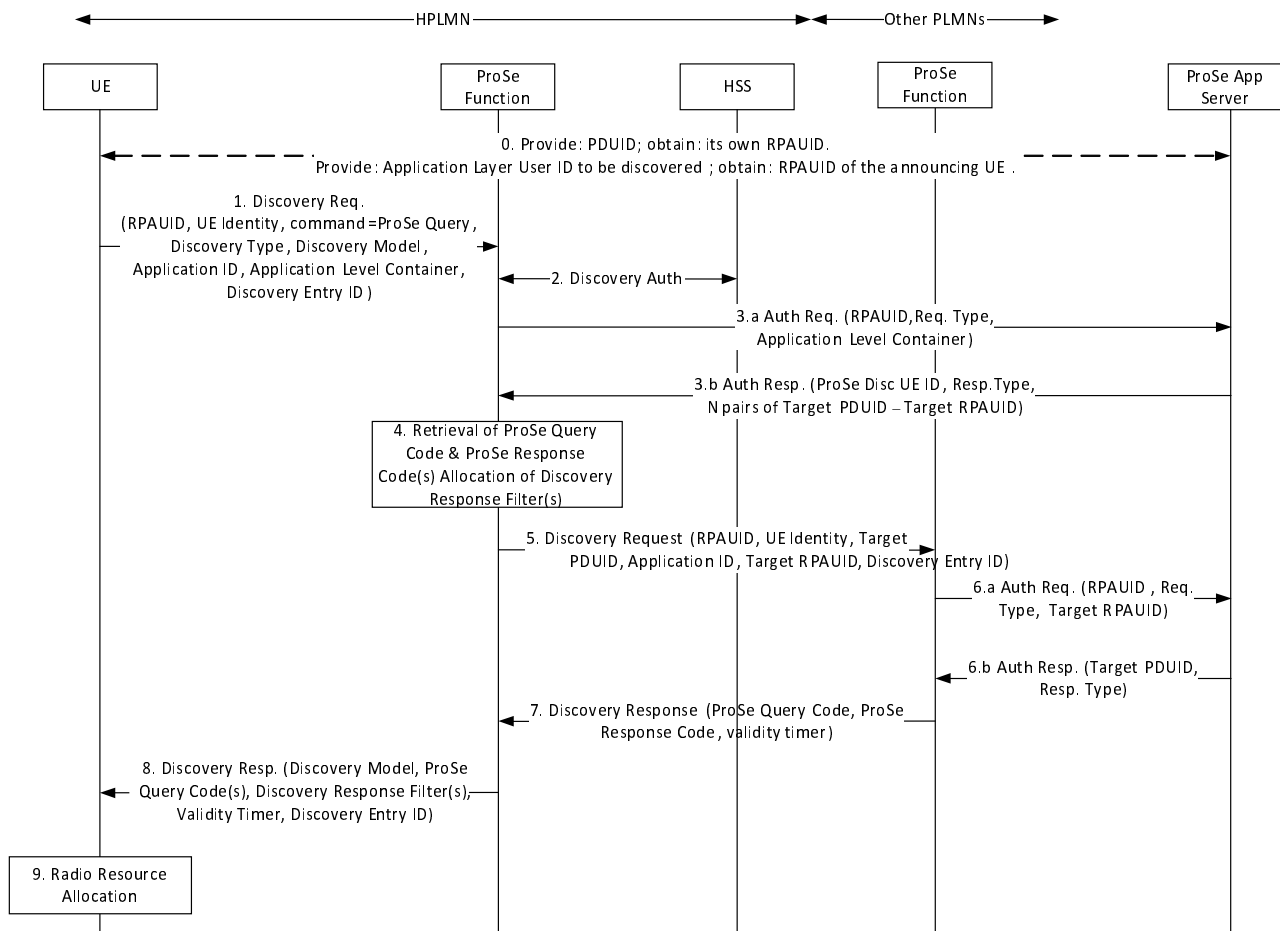 HPLMN
Other PLMNs
UE
ProSe
Function
HSS
ProSe
Function
ProSe App
Server
0. Provide: PDUID; obtain: its own RPAUID.
Provide: Application Layer User ID to be discovered ; obtain: RPAUID of the announcing UE .
1. Discovery Req.
(RPAUID, UE Identity, command=ProSe Query,
Discovery Type, Discovery Model,
Application ID, Application Level Container,
Discovery Entry ID)
2. Discovery Auth
3.a Auth Req. (RPAUID,Req. Type,
Application Level Container)
3.b Auth Resp. (ProSe Disc UE ID, Resp.Type,
N pairs of Target PDUID – Target RPAUID)
4. Retrieval of ProSe Query
Code & ProSe Response
Code(s) Allocation of Discovery
Response Filter(s)
5. Discovery Request (RPAUID, UE Identity, Target
PDUID, Application ID, Target RPAUID, Discovery Entry ID)
6.a Auth Req. (RPAUID , Req.
Type, Target RPAUID)
6.b Auth Resp. (Target PDUID,
Resp. Type)
7. Discovery Response (ProSe Query Code, ProSe
Response Code, validity timer)
8. Discovery Resp. (Discovery Model, ProSe
Query Code(s), Discovery Response Filter(s),
Validity Timer, Discovery Entry ID)
9. Radio Resource
Allocation